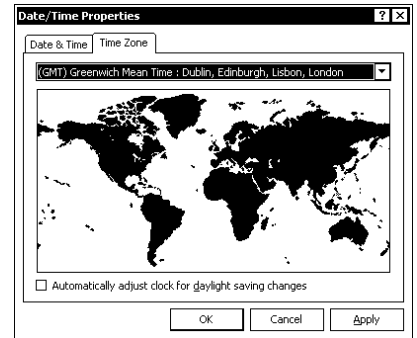 Date/Time Properties
Date & Time Time Zone
(GMT) Greenwich Mean Time : Dublin, Edinburgh, Lisbon, London
Automatically adjust clock for daylight saving changes
OK Cancel Apply